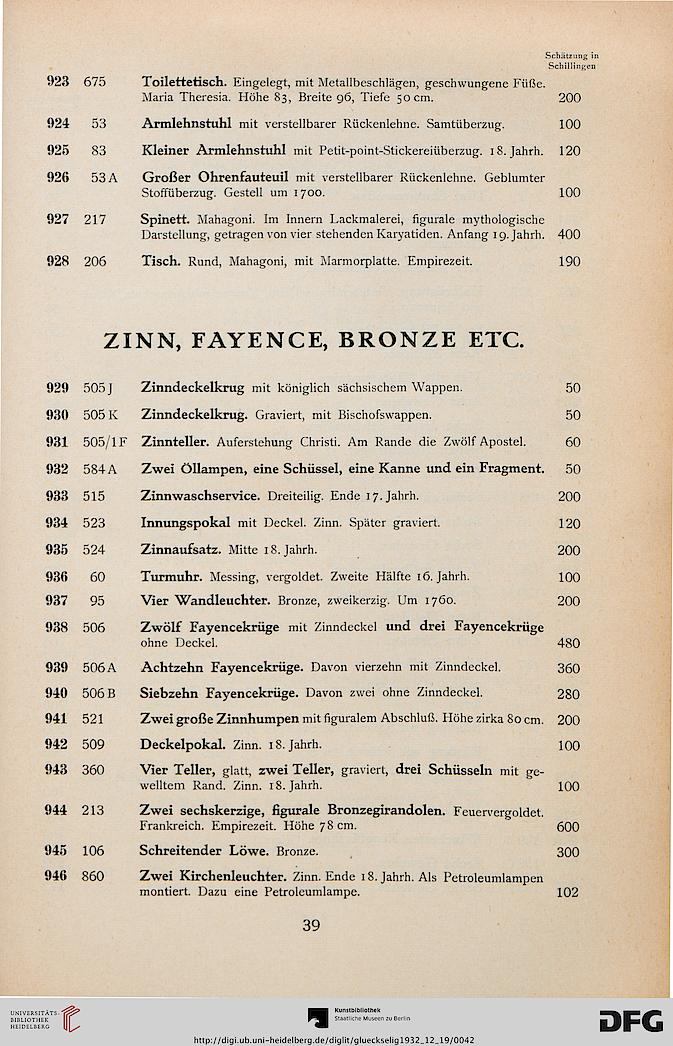 Schätzung in
Schillingen
923 675 Toilettetisch. Eingelegt, mit Metallbeschlägen, geschwungene Füße.
Maria Theresia. Höhe 83, Breite 96, Tiefe 50 cm. 200
924 53 Armlehnstuhl mit verstellbarer Rückenlehne. Samtüberzug. 100
925 83 Kleiner Armlehnstuhl mit Petit-point-Stickereiüberzug. 18. Jahrh. 120
926 53 A Großer Ohrenfauteuil mit verstellbarer Rückenlehne. Geblumter
Stoffüberzug. Gestell um 1700. 100
927 217 Spinett. Mahagoni. Im Innern Lackmalerei, figurale mythologische
Darstellung, getragen von vier stehenden Karyatiden. Anfang 19. Jahrh. 400
928 206 Tisch. Rund, Mahagoni, mit Marmorplatte. Empirezeit. 190
ZINN, FAYENCE, BRONZE ETC.
929 505 J Zinndeckelkrug mit königlich sächsischem Wappen. 50
930 505 K Zinndeckelkrug. Graviert, mit Bischofswappen. 50
931 505/1 F Zinnteller. Auferstehung Christi. Am Rande die Zwölf Apostel. 60
932 584 A Zwei Öllampen, eine Schüssel, eine Kanne und ein Fragment. 50
933 515 Zinnwaschservice. Dreiteilig. Ende 17. Jahrh. 200
934 523 Innungspokal mit Deckel. Zinn. Später graviert. 120
935 524 Zinnaufsatz. Mitte 18. Jahrh. 200
936 60 Turmuhr. Messing, vergoldet. Zweite Hälfte 16. Jahrh. 100
937 95 Vier Wandleuchter. Bronze, zweikerzig. Um 1760. 200
938 506 Zwölf Fayencekrüge mit Zinndeckel und drei Fayencekrüge
ohne Deckel. 480
939 506 A Achtzehn Fayencekrüge. Davon vierzehn mit Zinndeckel. 360
940 506 B Siebzehn Fayencekrüge. Davon zwei ohne Zinndeckel. 280
941 521 Zwei große Zinnhumpen mit figuralem Abschluß. Höhe zirka 80 cm. 200
942 509 Deckelpokal. Zinn. 18. Jahrh. 100
943 360 Vier Teller, glatt, zwei Teller, graviert, drei Schüsseln mit ge-
welltem Rand. Zinn. 18. Jahrh. 100
944 213 Zwei sechskerzige, figurale Bronzegirandolen. Feuervergoldet.
Frankreich. Empirezeit. Höhe 78 cm. 600
945 106 Schreitender Löwe. Bronze. 300
946 860 Zwei Kirchenleuchter. Zinn. Ende 18. Jahrh. Als Petroleumlampen
montiert. Dazu eine Petroleumlampe. 102
39
UNIVERSITÄTS-
BIBLIOTHEK
HEIDELBERG
Kunstbibliothek
Staatliche Museen zu Berlin
DFG
http://digi.ub.uni-heidelberg.de/diglit/glueckselig1932_12_19/0042